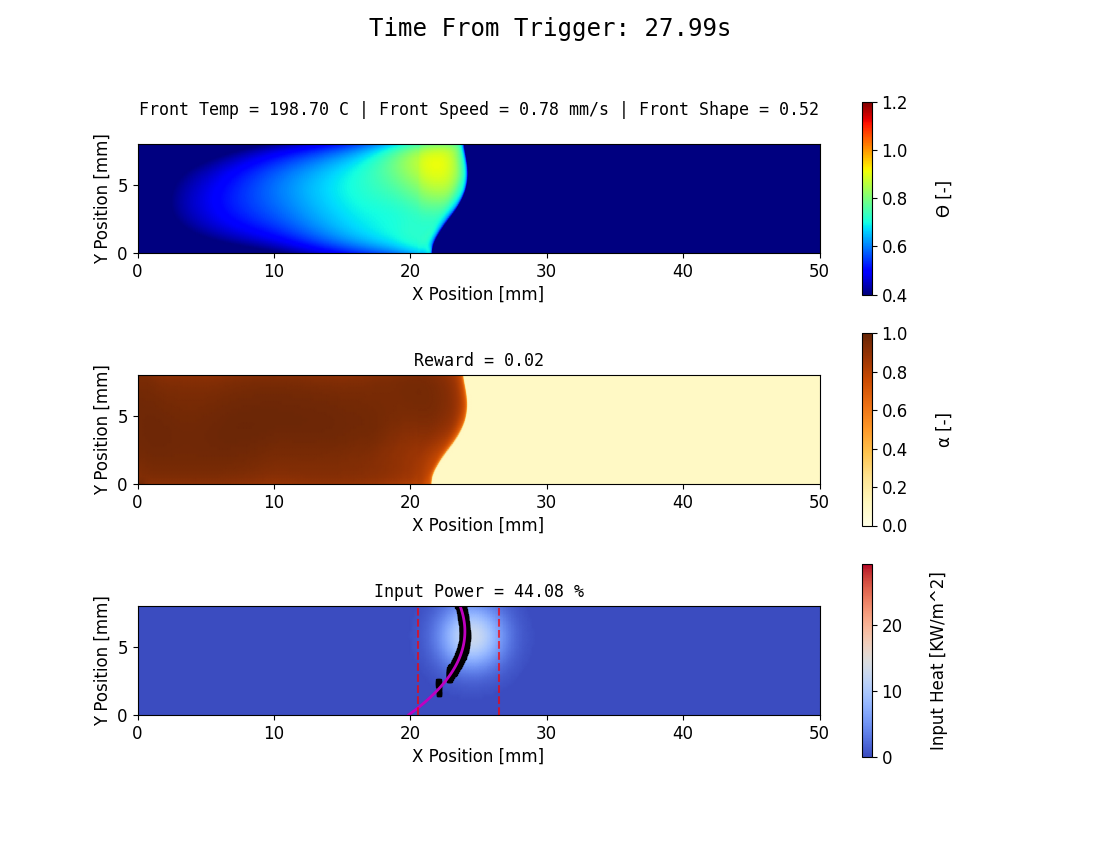 Time From Trigger: 27.99s
Front Temp = 198.70 C | Front Speed = 0.78 mm/s | Front Shape = 0.52
Y Position [mm]
5
0
0 10 20 30 40 50
X Position [mm]
1.2
1.0
0.8
0.6
0.4
Θ [-]
Reward = 0.02
Y Position [mm]
5
0
0 10 20 30 40 50
X Position [mm]
1.0
0.8
0.6
0.4
0.2
0.0
α [-]
Input Power = 44.08 %
Y Position [mm]
5
0
0 10 20 30 40 50
X Position [mm]
20
10
0
Input Heat [KW/m^2]